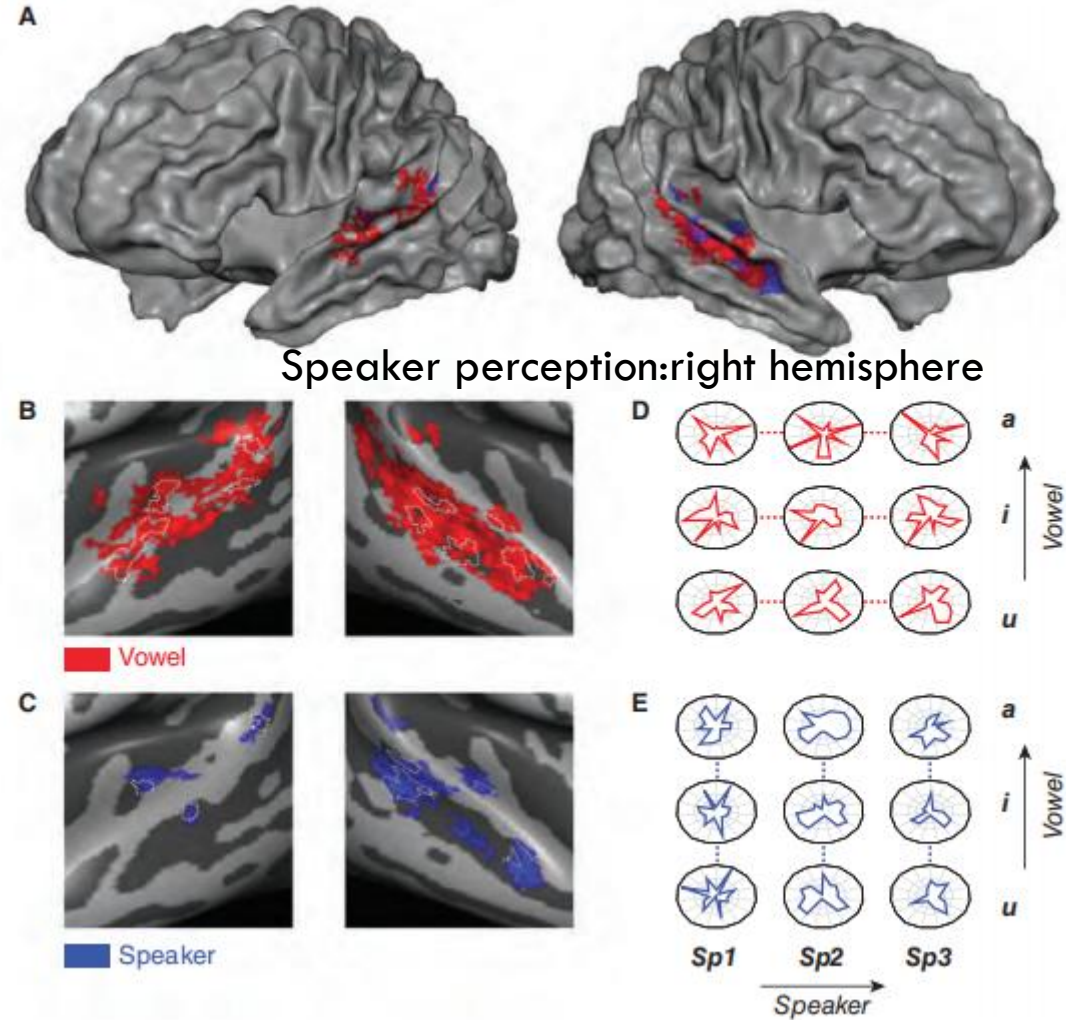 A
Speaker perception:right hemisphere
B
Vowel
C
Speaker
D
a
i
u
Vowel
E
a
i
u
Vowel
Sp1 Sp2 Sp3
Speaker